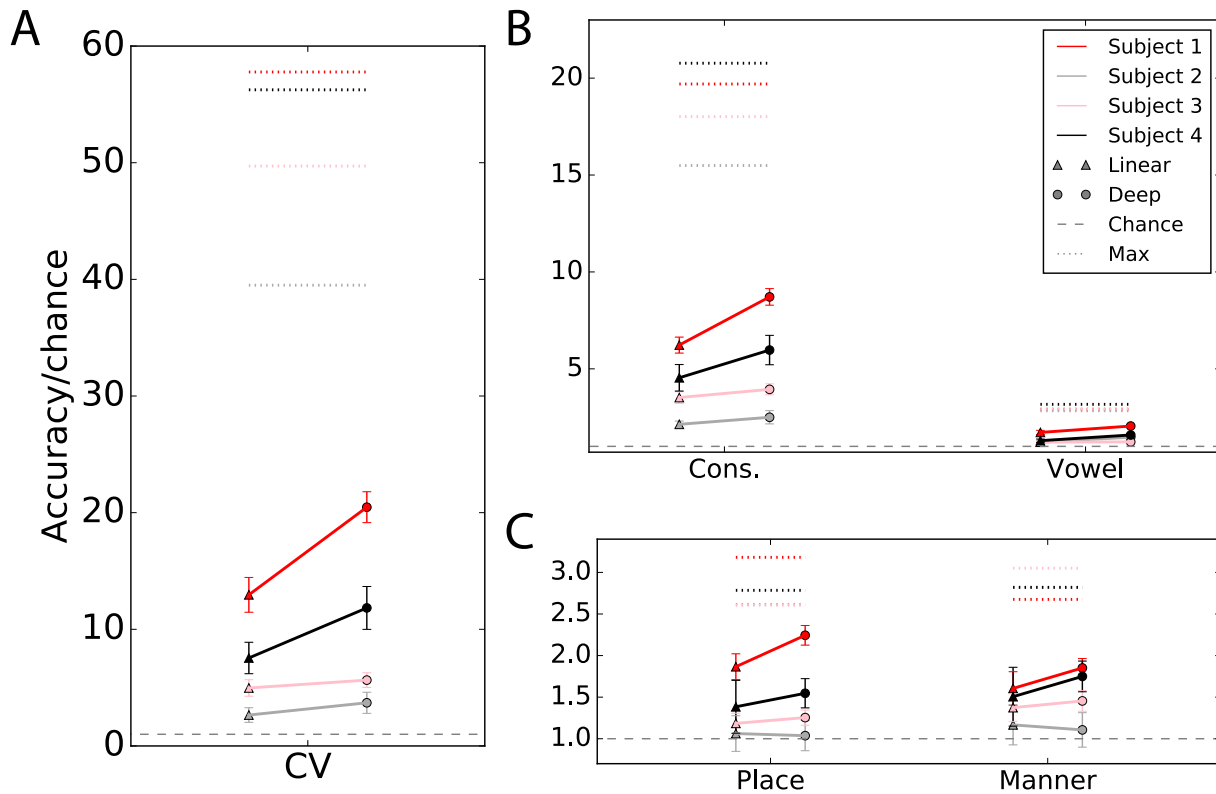 A
Accuracy/chance
60
50
40
30
20
10
0
CV
B
20
15
10
5
Cons.
Vowel
Subject 1
Subject 2
Subject 3
Subject 4
Linear
Deep
Chance
Max
C
3.0
2.5
2.0
1.5
1.0
Place
Manner